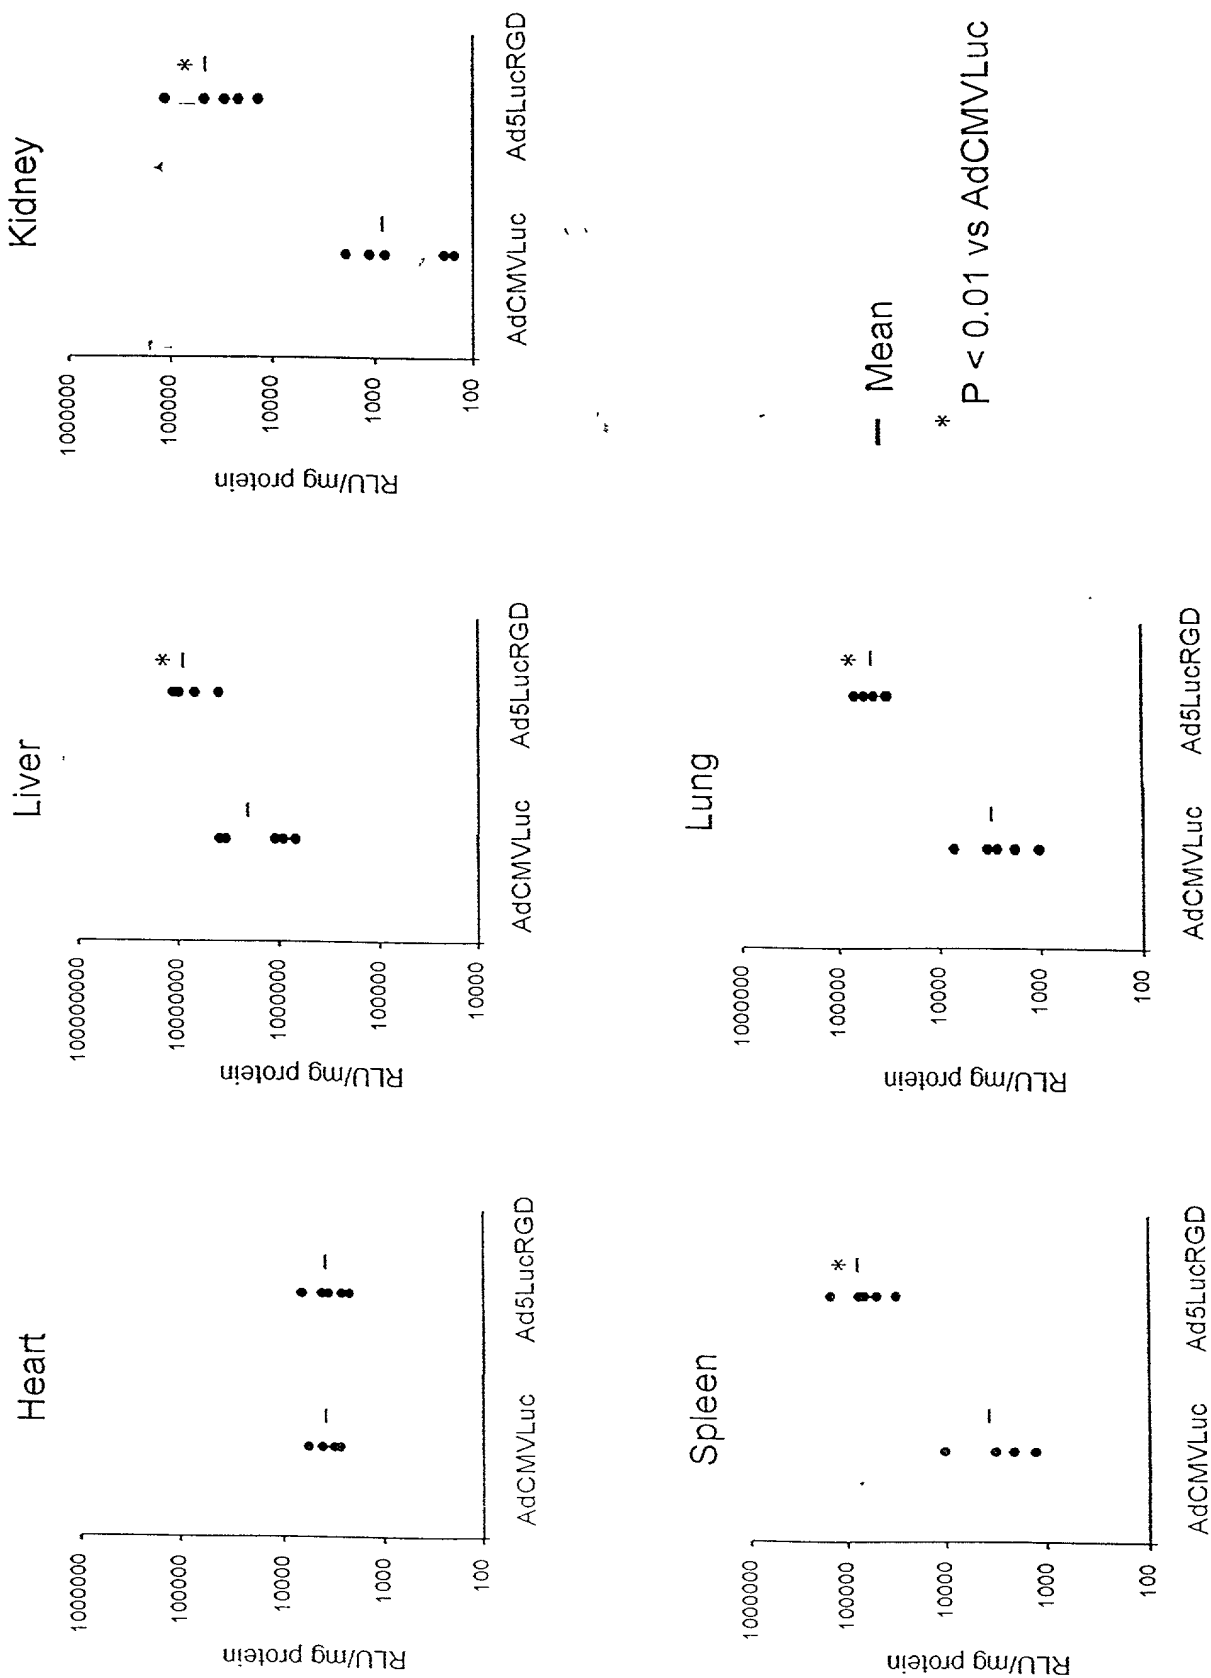 Heart
RLU/mg protein
1000000
100000
10000
1000
100
AdCMVLuc
Ad5LucRGD
Liver
RLU/mg protein
100000000
10000000
1000000
100000
10000
*
AdCMVLuc
Ad5LucRGD
Kidney
RLU/mg protein
1000000
100000
10000
1000
100
*
AdCMVLuc
Ad5LucRGD
Spleen
RLU/mg protein
1000000
100000
10000
1000
100
*
AdCMVLuc
Ad5LucRGD
Lung
RLU/mg protein
1000000
100000
10000
1000
100
*
AdCMVLuc
Ad5LucRGD
— Mean
* P < 0.01 vs AdCMVLuc